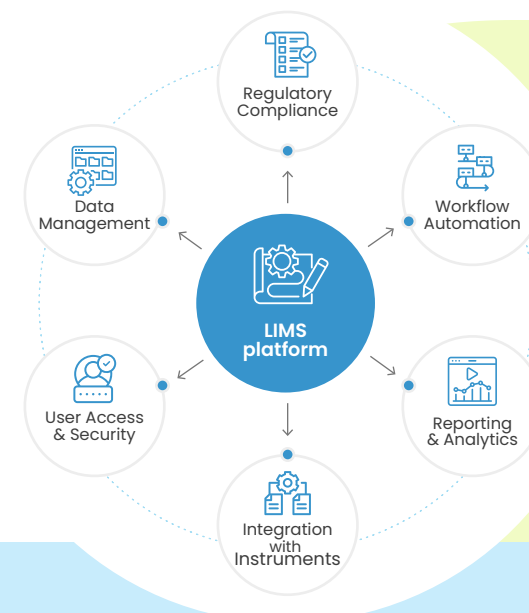 Regulatory
Compliance
Data
Management
Workflow
Automation
LIMS
platform
User Access
& Security
Reporting
& Analytics
Integration
with
Instruments